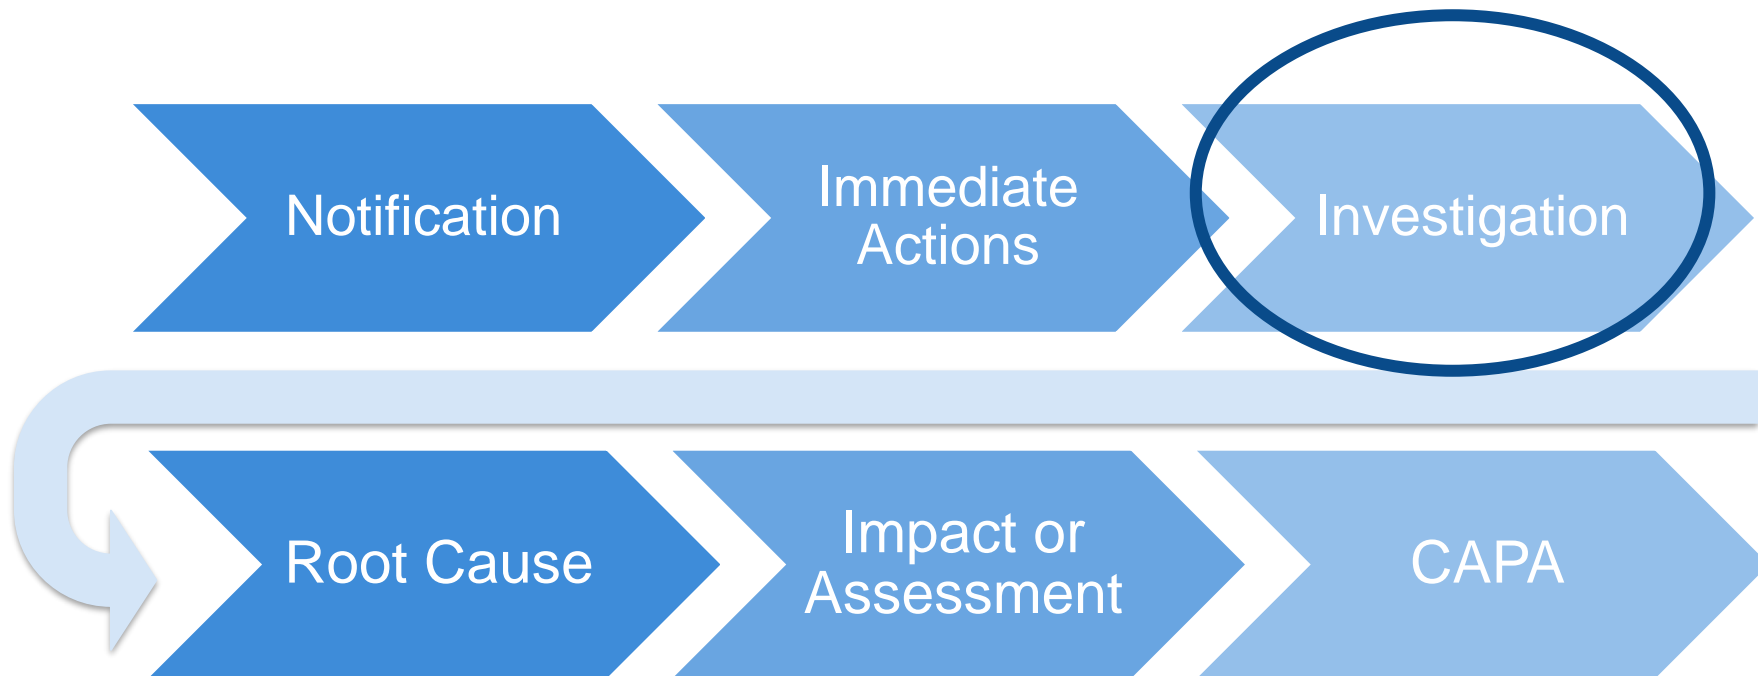 Notification
Immediate
Actions
Investigation
Root Cause
Impact or
Assessment
CAPA